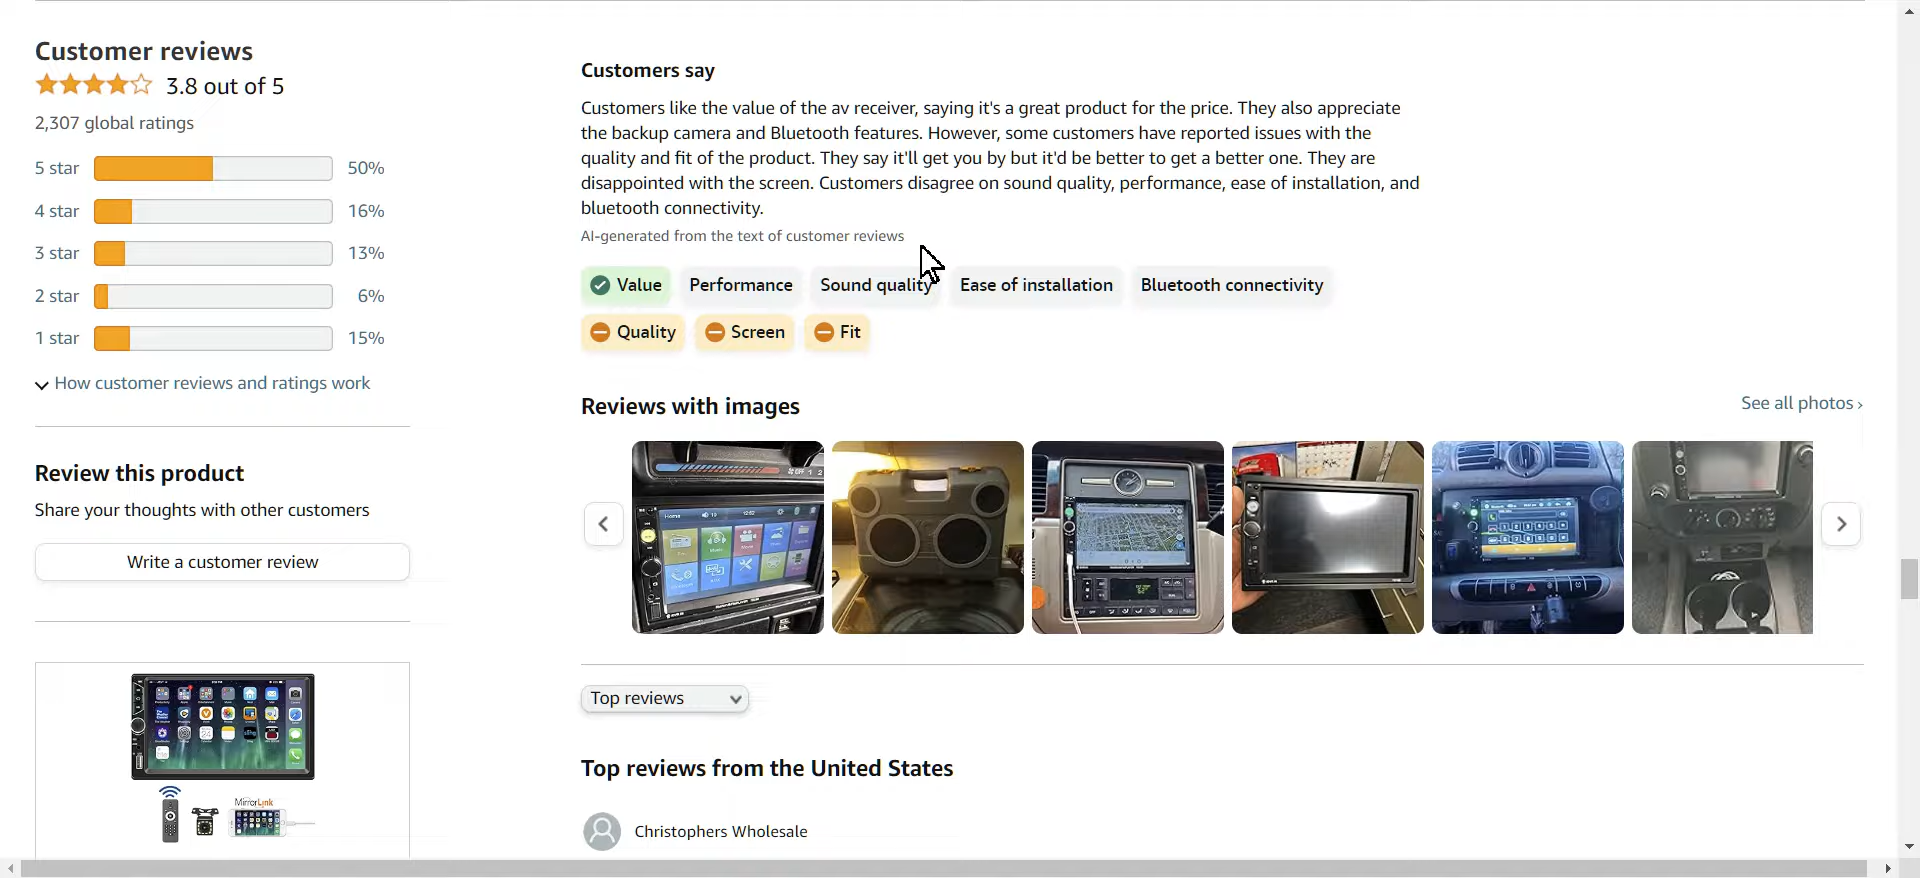 Customer reviews
3.8 out of 5
2,307 global ratings
5 star 50%
4 star 16%
3 star 13%
2 star 6%
1 star 15%
How customer reviews and ratings work
Review this product
Share your thoughts with other customers
Write a customer review
MirrorLink
Customers say
Customers like the value of the av receiver, saying it's a great product for the price. They also appreciate
the backup camera and Bluetooth features. However, some customers have reported issues with the
quality and fit of the product. They say it'll get you by but it'd be better to get a better one. They are
disappointed with the screen. Customers disagree on sound quality, performance, ease of installation, and
bluetooth connectivity.
AI-generated from the text of customer reviews
Value Performance Sound quality Ease of installation Bluetooth connectivity
Quality Screen Fit
Reviews with images
See all photos ›
Top reviews
Top reviews from the United States
Christophers Wholesale